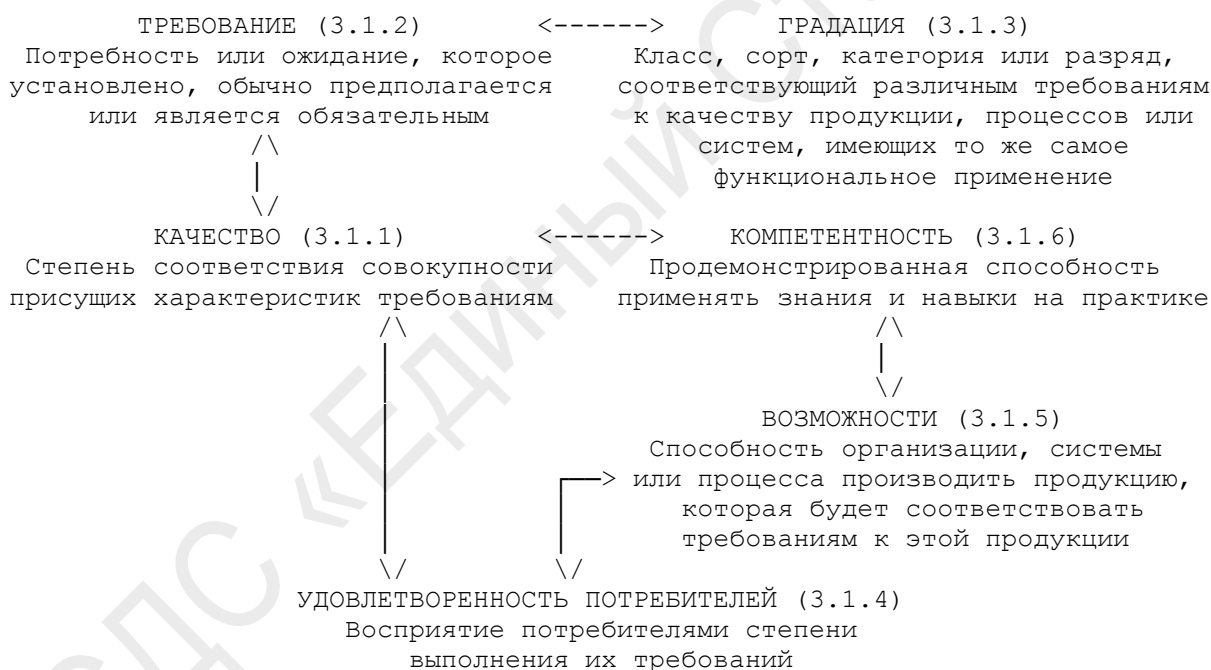 ТРЕБОВАНИЕ (3.1.2) <------> ГРАДАЦИЯ (3.1.3)
Потребность или ожидание, которое Класс, сорт, категория или разряд,
установлено, обычно предполагается соответствующий различным требованиям
или является обязательным к качеству продукции, процессов или
/\ систем, имеющих то же самое
│ функциональное применение
\/
КАЧЕСТВО (3.1.1) <------> КОМПЕТЕНТНОСТЬ (3.1.6)
Степень соответствия совокупности Продемонстрированная способность
присущих характеристик требованиям применять знания и навыки на практике
/\ /\
│ │
│ \/
│ ВОЗМОЖНОСТИ (3.1.5)
│ Способность организации, системы
│ ┌──> или процесса производить продукцию,
│ │ которая будет соответствовать
│ │ требованиям к этой продукции
\/ \/
УДОВЛЕТВОРЕННОСТЬ ПОТРЕБИТЕЛЕЙ (3.1.4)
Восприятие потребителями степени
выполнения их требований
СДС «Единый Ст